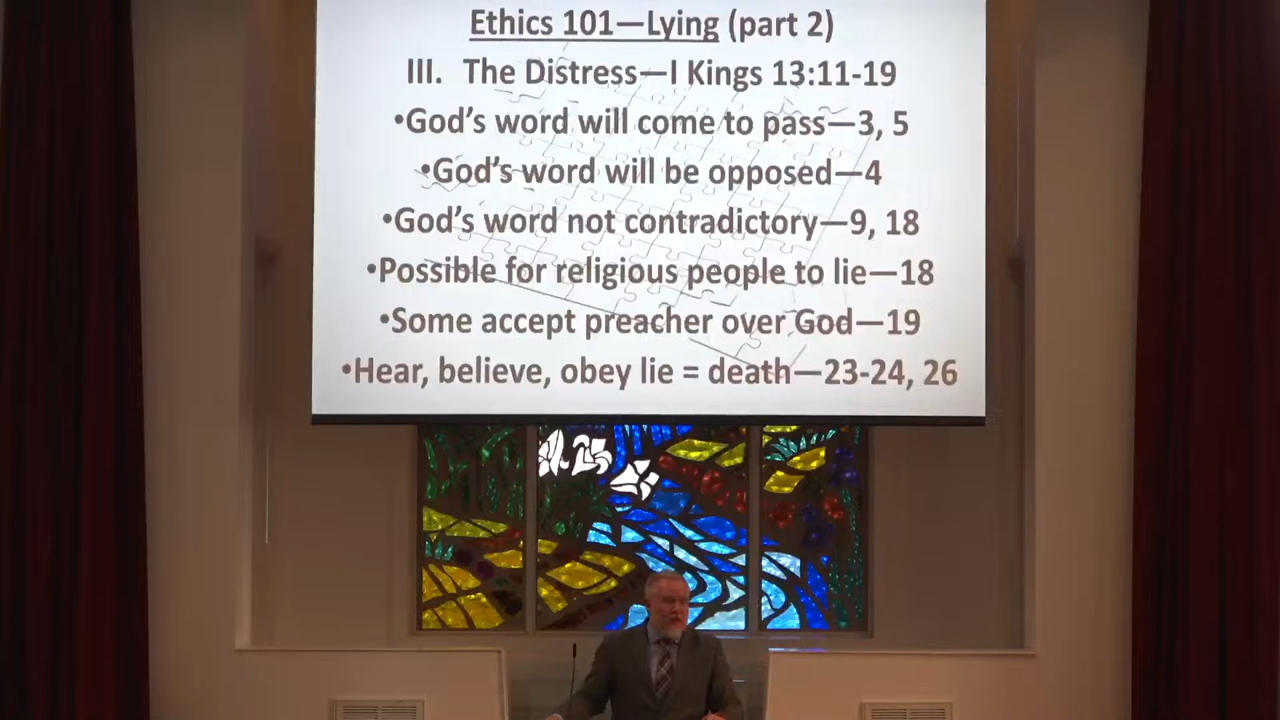 Ethics 101—Lying (part 2)
III. The Distress—I Kings 13:11-19
•God's word will come to pass—3, 5
•God's word will be opposed—4
•God's word not contradictory—9, 18
•Possible for religious people to lie—18
•Some accept preacher over God—19
•Hear, believe, obey lie = death—23-24, 26